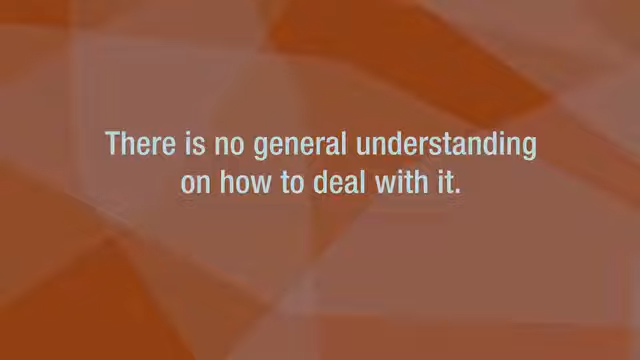 There is no general understanding
on how to deal with it.